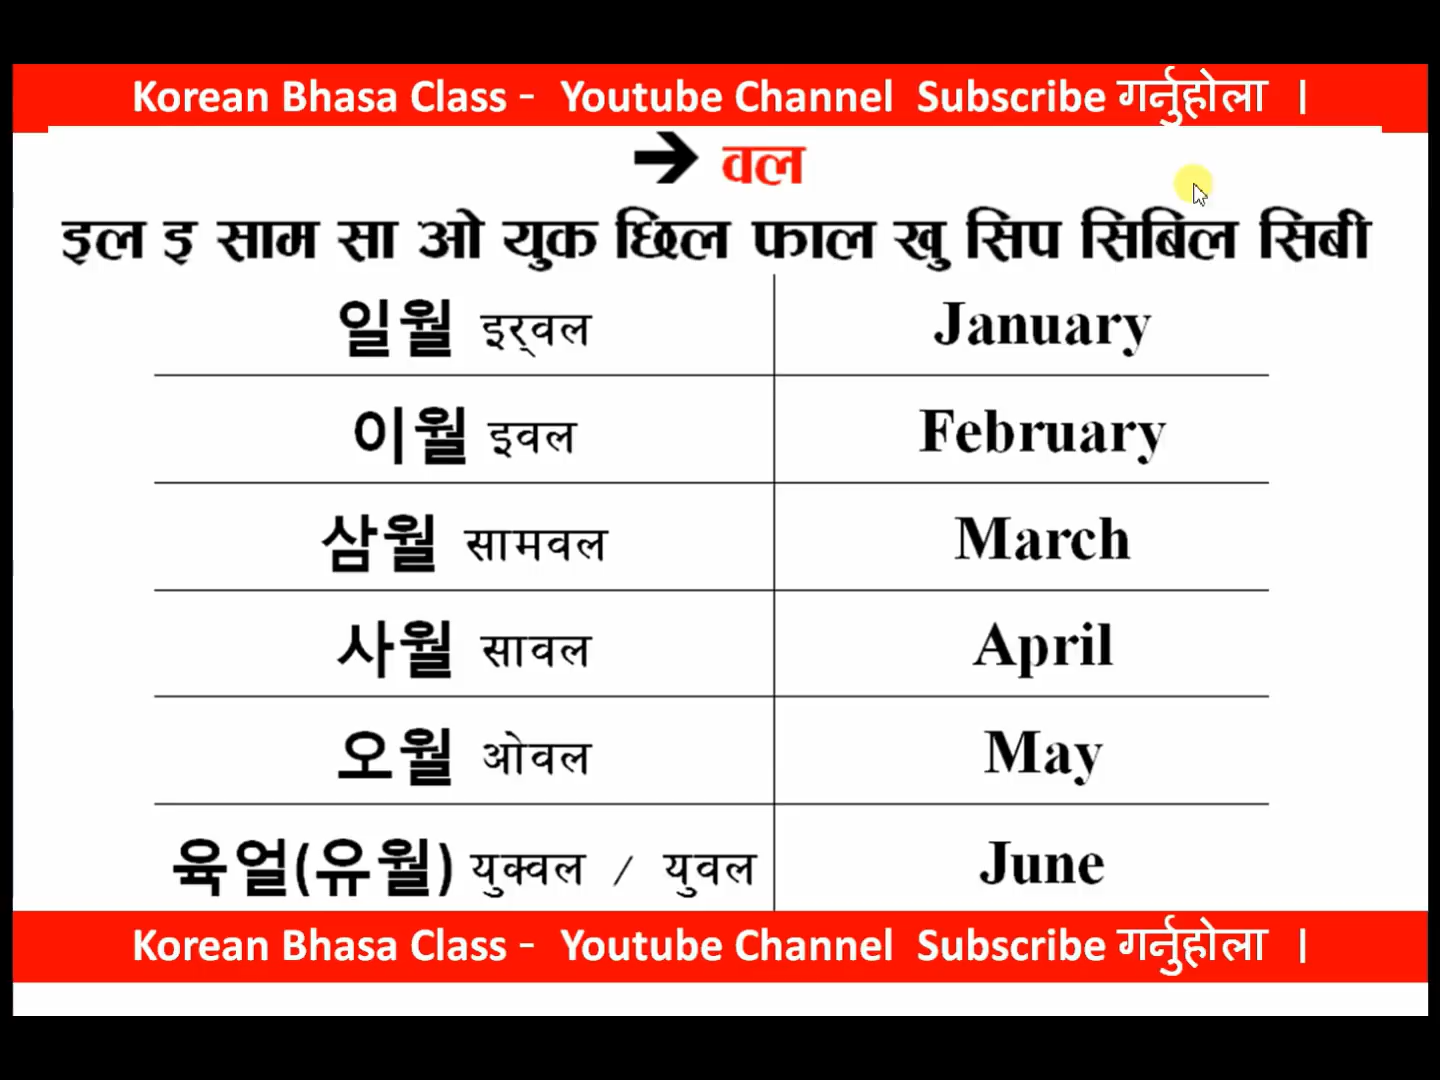 Korean Bhasa Class - Youtube Channel Subscribe गर्नुहोला ।
➔ वल
इल इ साम सा ओ युक छिल फाल खु सिप सिबिल सिबी
일월 इर्‌वल January
이월 इवल February
삼월 सामवल March
사월 सावल April
오월 ओवल May
육얼(유월) युक्वल / युवल June
Korean Bhasa Class - Youtube Channel Subscribe गर्नुहोला ।